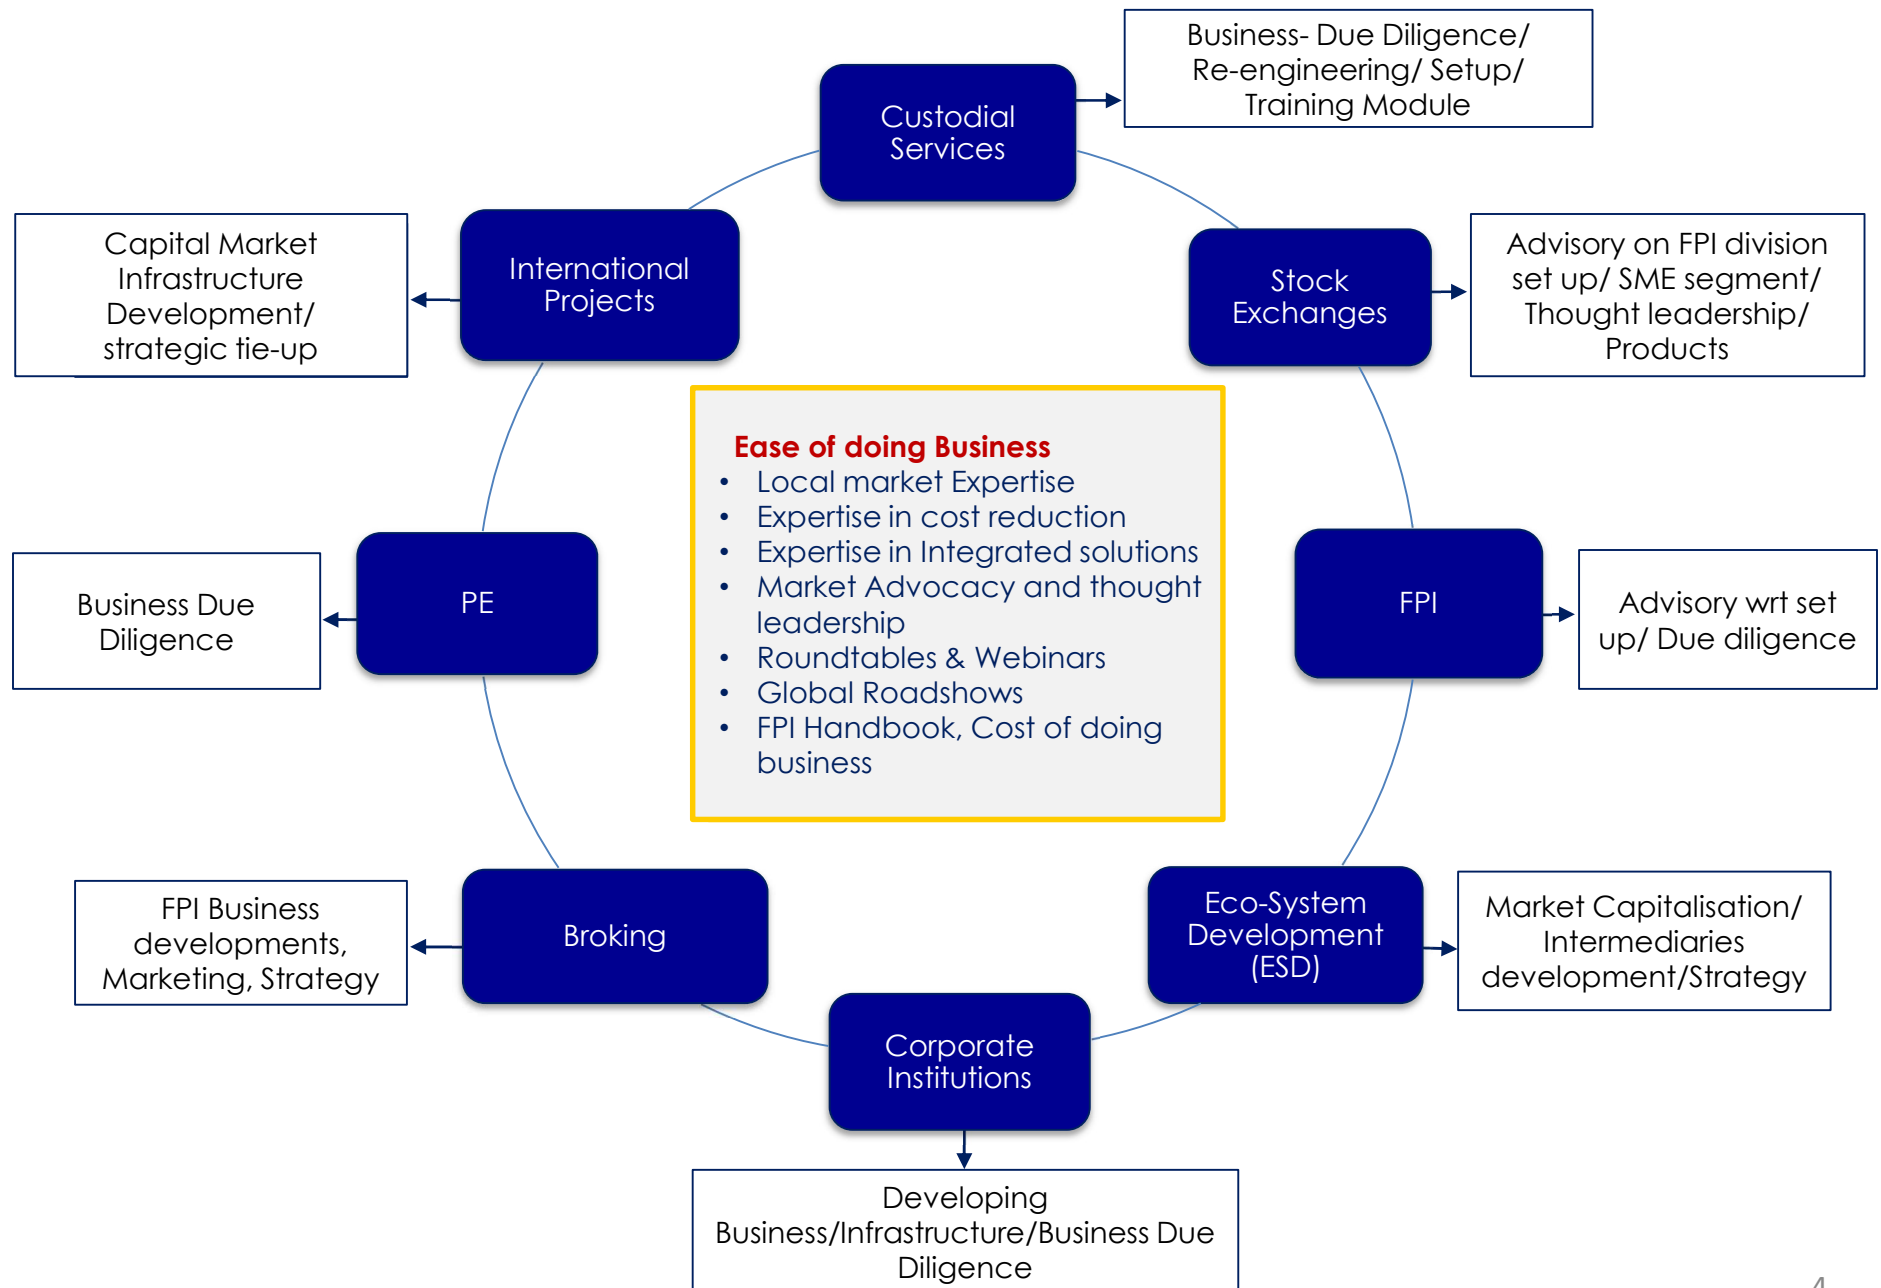 Business- Due Diligence/
Re-engineering/ Setup/
Training Module
Custodial
Services
Capital Market
Infrastructure
Development/
strategic tie-up
International
Projects
Stock
Exchanges
Advisory on FPI division
set up/ SME segment/
Thought leadership/
Products
Ease of doing Business
• Local market Expertise
• Expertise in cost reduction
• Expertise in Integrated solutions
• Market Advocacy and thought
leadership
• Roundtables & Webinars
• Global Roadshows
• FPI Handbook, Cost of doing
business
Business Due
Diligence
PE
FPI
Advisory wrt set
up/ Due diligence
FPI Business
developments,
Marketing, Strategy
Broking
Eco-System
Development
(ESD)
Market Capitalisation/
Intermediaries
development/Strategy
Corporate
Institutions
Developing
Business/Infrastructure/Business Due
Diligence
4